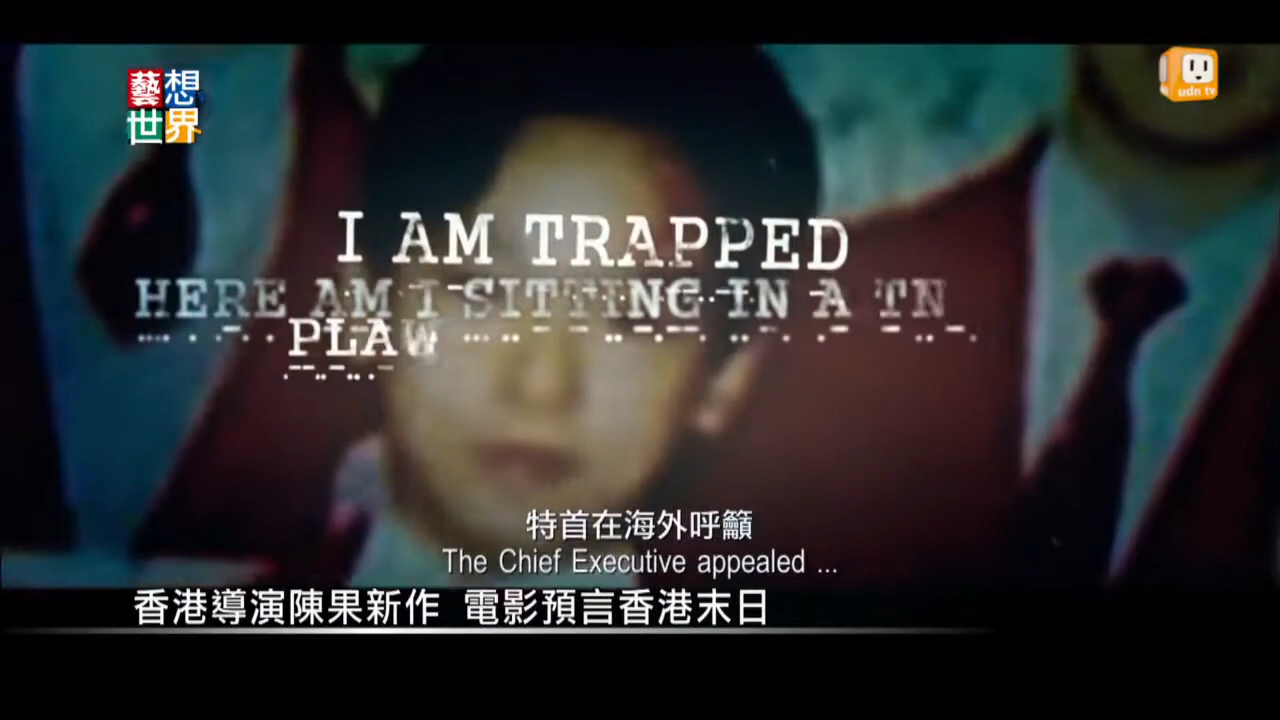 藝想
世界
udn tv
I AM TRAPPED
HERE AM I SITTING IN A TN
PLAW
特首在海外呼籲
The Chief Executive appealed ...
香港導演陳果新作 電影預言香港末日